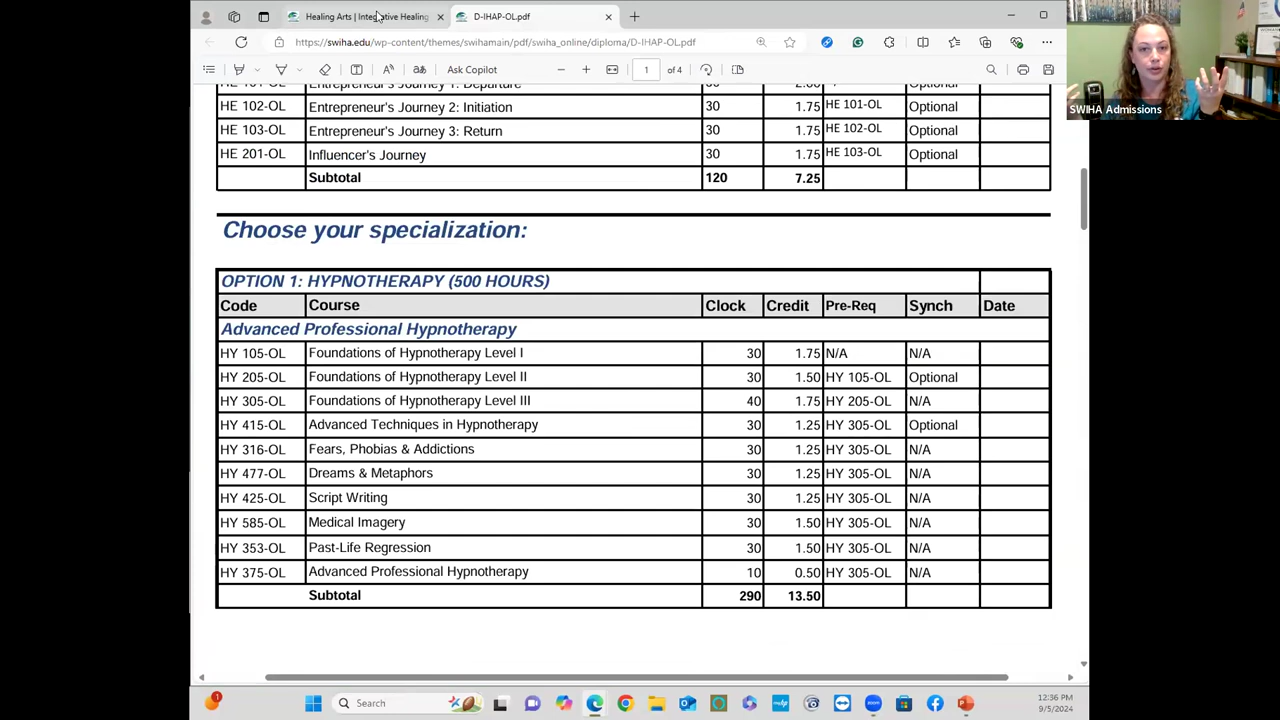 Healing Arts | Integrative Healing
D-IHAP-OL.pdf
https://swiha.edu/wp-content/themes/swihamain/pdf/swiha_online/diploma/D-IHAP-OL.pdf
Ask Copilot
1 of 4
SWIHA Admissions
HE 101-OL Entrepreneur's Journey 1: Departure Optional
HE 102-OL Entrepreneur's Journey 2: Initiation 30 1.75 HE 101-OL Optional
HE 103-OL Entrepreneur's Journey 3: Return 30 1.75 HE 102-OL Optional
HE 201-OL Influencer's Journey 30 1.75 HE 103-OL Optional
Subtotal 120 7.25
Choose your specialization:
OPTION 1: HYPNOTHERAPY (500 HOURS)
Code Course Clock Credit Pre-Req Synch Date
Advanced Professional Hypnotherapy
HY 105-OL Foundations of Hypnotherapy Level I 30 1.75 N/A N/A
HY 205-OL Foundations of Hypnotherapy Level II 30 1.50 HY 105-OL Optional
HY 305-OL Foundations of Hypnotherapy Level III 40 1.75 HY 205-OL N/A
HY 415-OL Advanced Techniques in Hypnotherapy 30 1.25 HY 305-OL Optional
HY 316-OL Fears, Phobias & Addictions 30 1.25 HY 305-OL N/A
HY 477-OL Dreams & Metaphors 30 1.25 HY 305-OL N/A
HY 425-OL Script Writing 30 1.25 HY 305-OL N/A
HY 585-OL Medical Imagery 30 1.50 HY 305-OL N/A
HY 353-OL Past-Life Regression 30 1.50 HY 305-OL N/A
HY 375-OL Advanced Professional Hypnotherapy 10 0.50 HY 305-OL N/A
Subtotal 290 13.50
1
Search
zoom
12:36 PM
9/5/2024